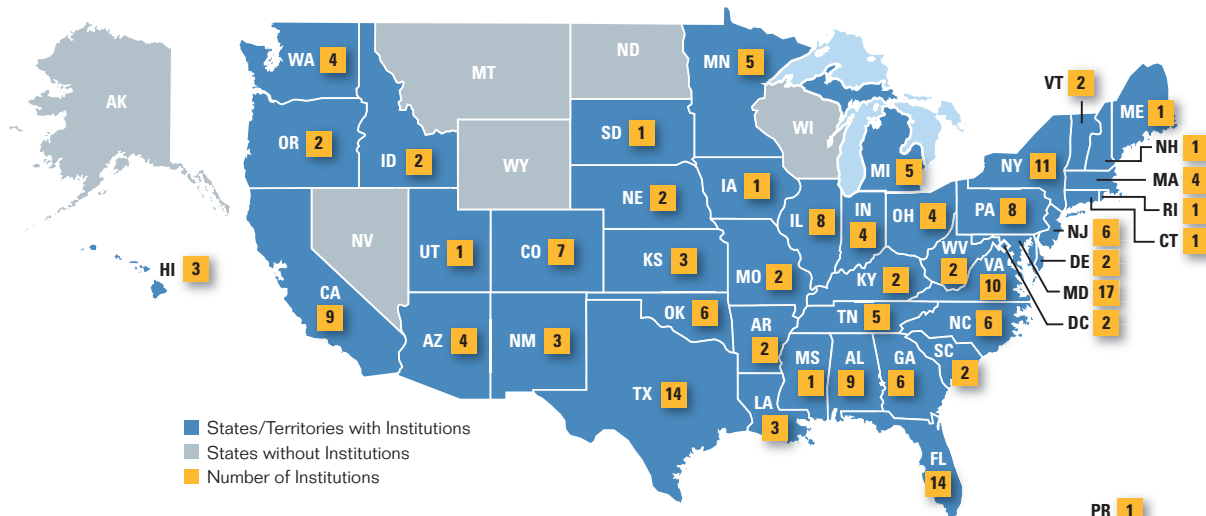 AK
WA 4
MT
ND
MN 5
VT 2
ME 1
OR 2
ID 2
SD 1
WI
MI 5
NY 11
NH 1
WY
MA 4
NE 2
IA 1
IL 8
IN 4
OH 4
PA 8
RI 1
NJ 6
CT 1
NV
UT 1
CO 7
KS 3
MO 2
KY 2
WV 2
VA 10
DE 2
MD 17
DC 2
HI 3
CA 9
AZ 4
NM 3
OK 6
AR 2
TN 5
NC 6
SC 2
MS 1
AL 9
GA 6
TX 14
LA 3
FL 14
States/Territories with Institutions
States without Institutions
Number of Institutions
PR 1